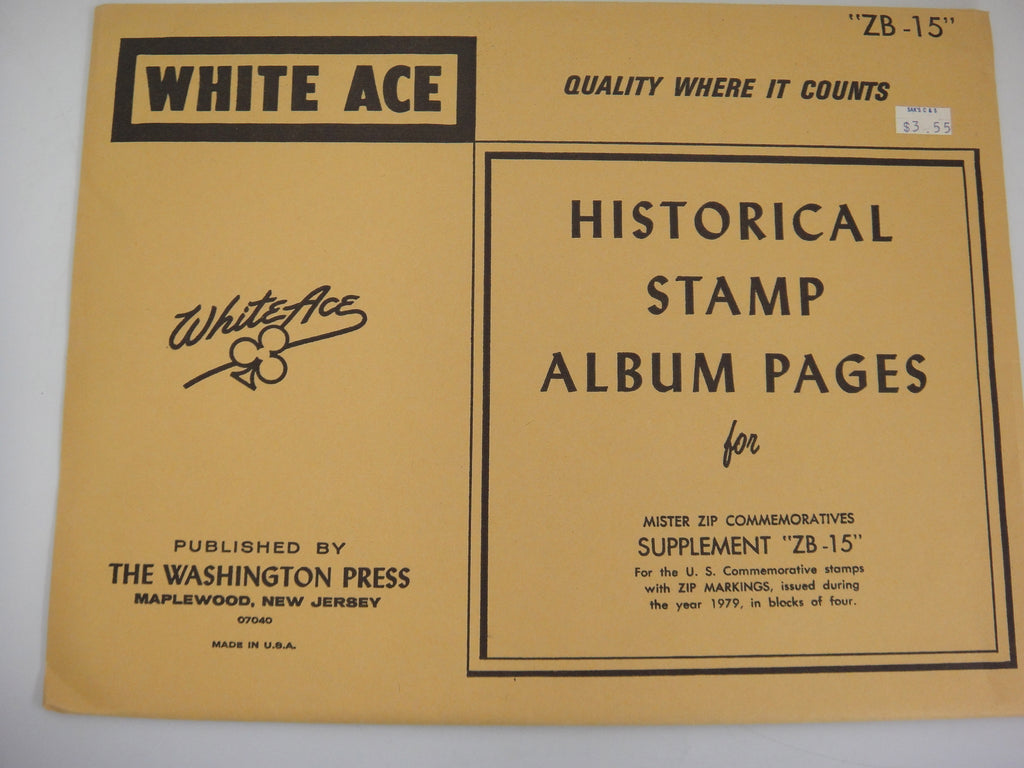 "ZB-15"
WHITE ACE
QUALITY WHERE IT COUNTS
SAK'S C & S
$3.55
HISTORICAL
STAMP
ALBUM PAGES
for
White Ace
MISTER ZIP COMMEMORATIVES
SUPPLEMENT "ZB-15"
For the U. S. Commemorative stamps
with ZIP MARKINGS, issued during
the year 1979, in blocks of four.
PUBLISHED BY
THE WASHINGTON PRESS
MAPLEWOOD, NEW JERSEY
07040
MADE IN U.S.A.